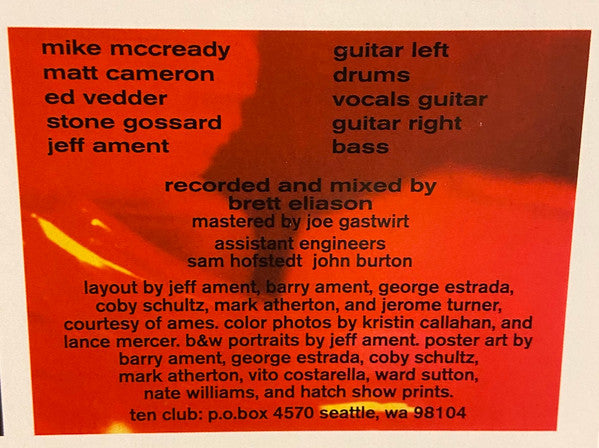 mike mccready guitar left
matt cameron drums
ed vedder vocals guitar
stone gossard guitar right
jeff ament bass
recorded and mixed by
brett eliason
mastered by joe gastwirt
assistant engineers
sam hofstedt john burton
layout by jeff ament, barry ament, george estrada,
coby schultz, mark atherton, and jerome turner,
courtesy of ames. color photos by kristin callahan, and
lance mercer. b&w portraits by jeff ament. poster art by
barry ament, george estrada, coby schultz,
mark atherton, vito costarella, ward sutton,
nate williams, and hatch show prints.
ten club: p.o.box 4570 seattle, wa 98104